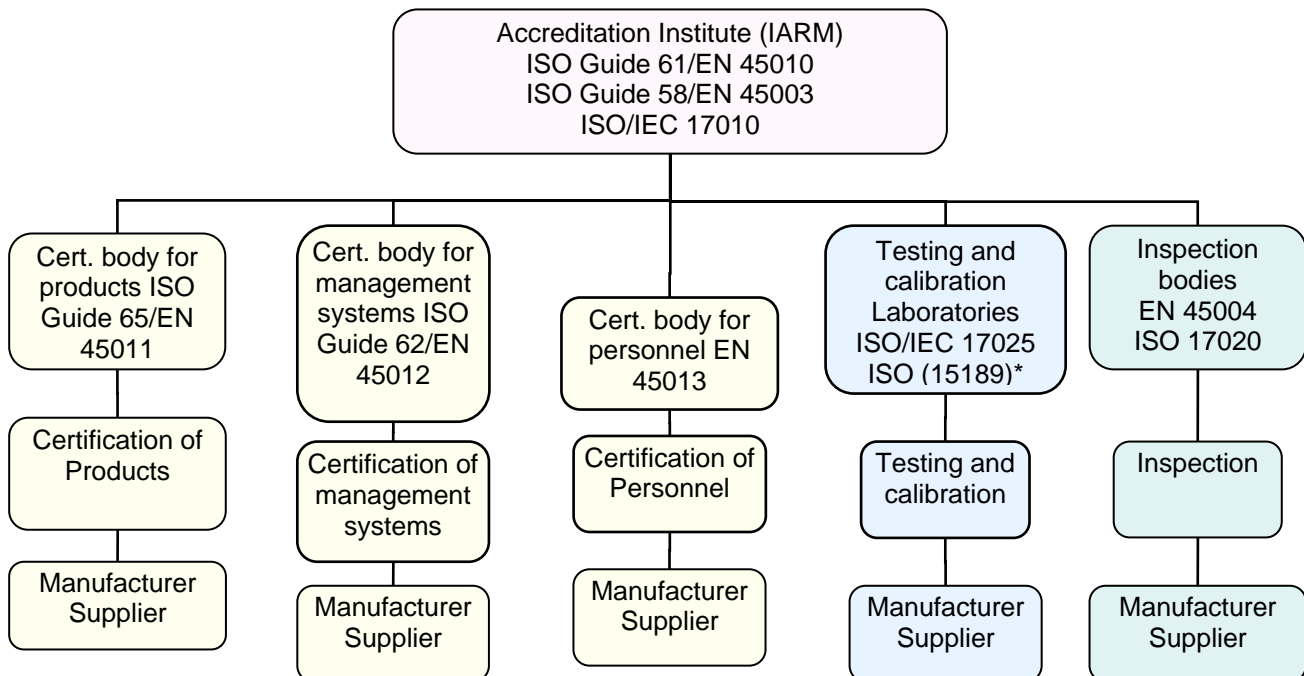 Accreditation Institute (IARM)
ISO Guide 61/EN 45010
ISO Guide 58/EN 45003
ISO/IEC 17010
Cert. body for
products ISO
Guide 65/EN
45011
Cert. body for
management
systems ISO
Guide 62/EN
45012
Cert. body for
personnel EN
45013
Testing and
calibration
Laboratories
ISO/IEC 17025
ISO (15189)*
Inspection
bodies
EN 45004
ISO 17020
Certification of
Products
Certification of
management
systems
Certification of
Personnel
Testing and
calibration
Inspection
Manufacturer
Supplier
Manufacturer
Supplier
Manufacturer
Supplier
Manufacturer
Supplier
Manufacturer
Supplier